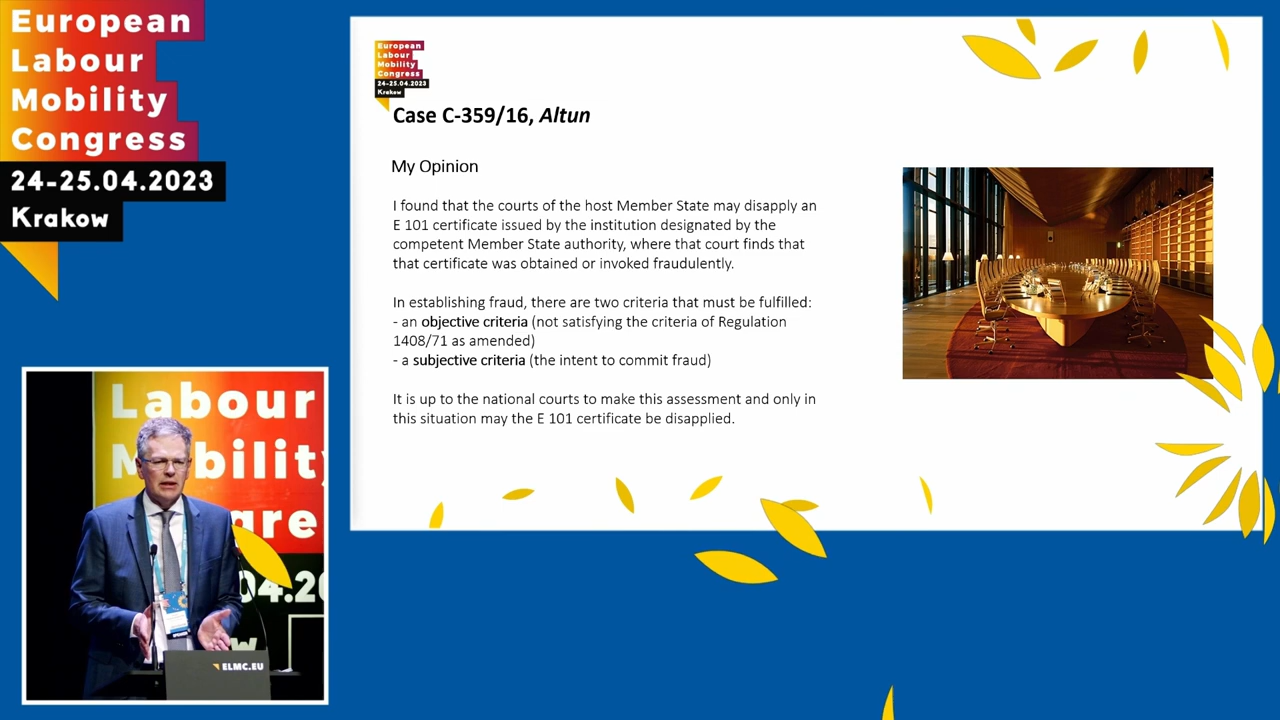 European
Labour
Mobility
Congress
24-25.04.2023
Krakow
European
Labour
Mobility
Congress
24-25.04.2023
Krakow
Case C-359/16, Altun
My Opinion
I found that the courts of the host Member State may disapply an
E 101 certificate issued by the institution designated by the
competent Member State authority, where that court finds that
that certificate was obtained or invoked fraudulently.
In establishing fraud, there are two criteria that must be fulfilled:
- an objective criteria (not satisfying the criteria of Regulation
1408/71 as amended)
- a subjective criteria (the intent to commit fraud)
It is up to the national courts to make this assessment and only in
this situation may the E 101 certificate be disapplied.
Labour
M bility
gre
04.20
w
ELMC.EU